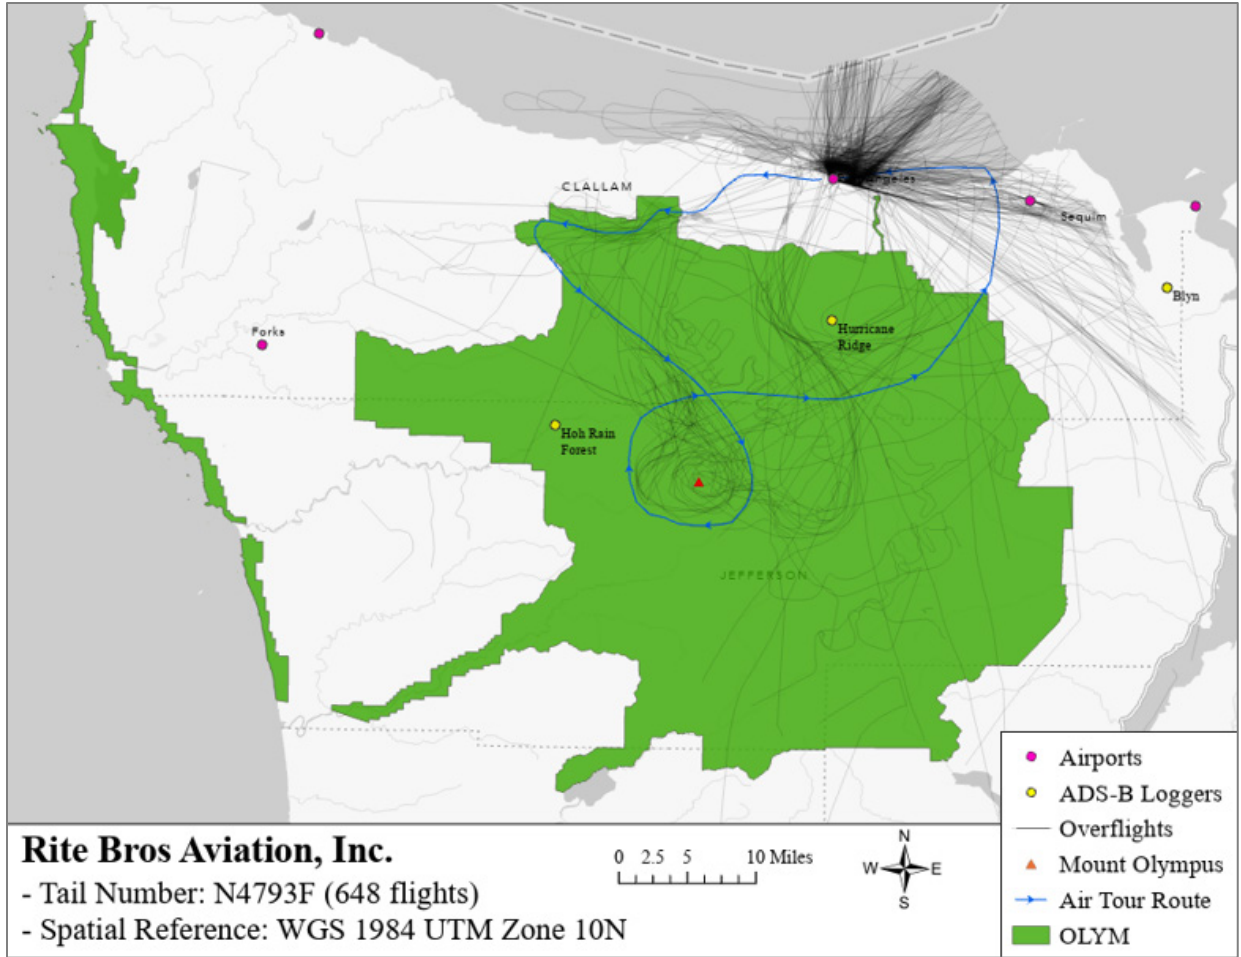 CLALLAM
Sequim
Blyn
Forks
Hurricane
Ridge
Hoh Rain
Forest
JEFFERSON
Airports
ADS-B Loggers
Overflights
Mount Olympus
Air Tour Route
OLYM
Rite Bros Aviation, Inc.
- Tail Number: N4793F (648 flights)
- Spatial Reference: WGS 1984 UTM Zone 10N
0 2.5 5 10 Miles
N
W E
S